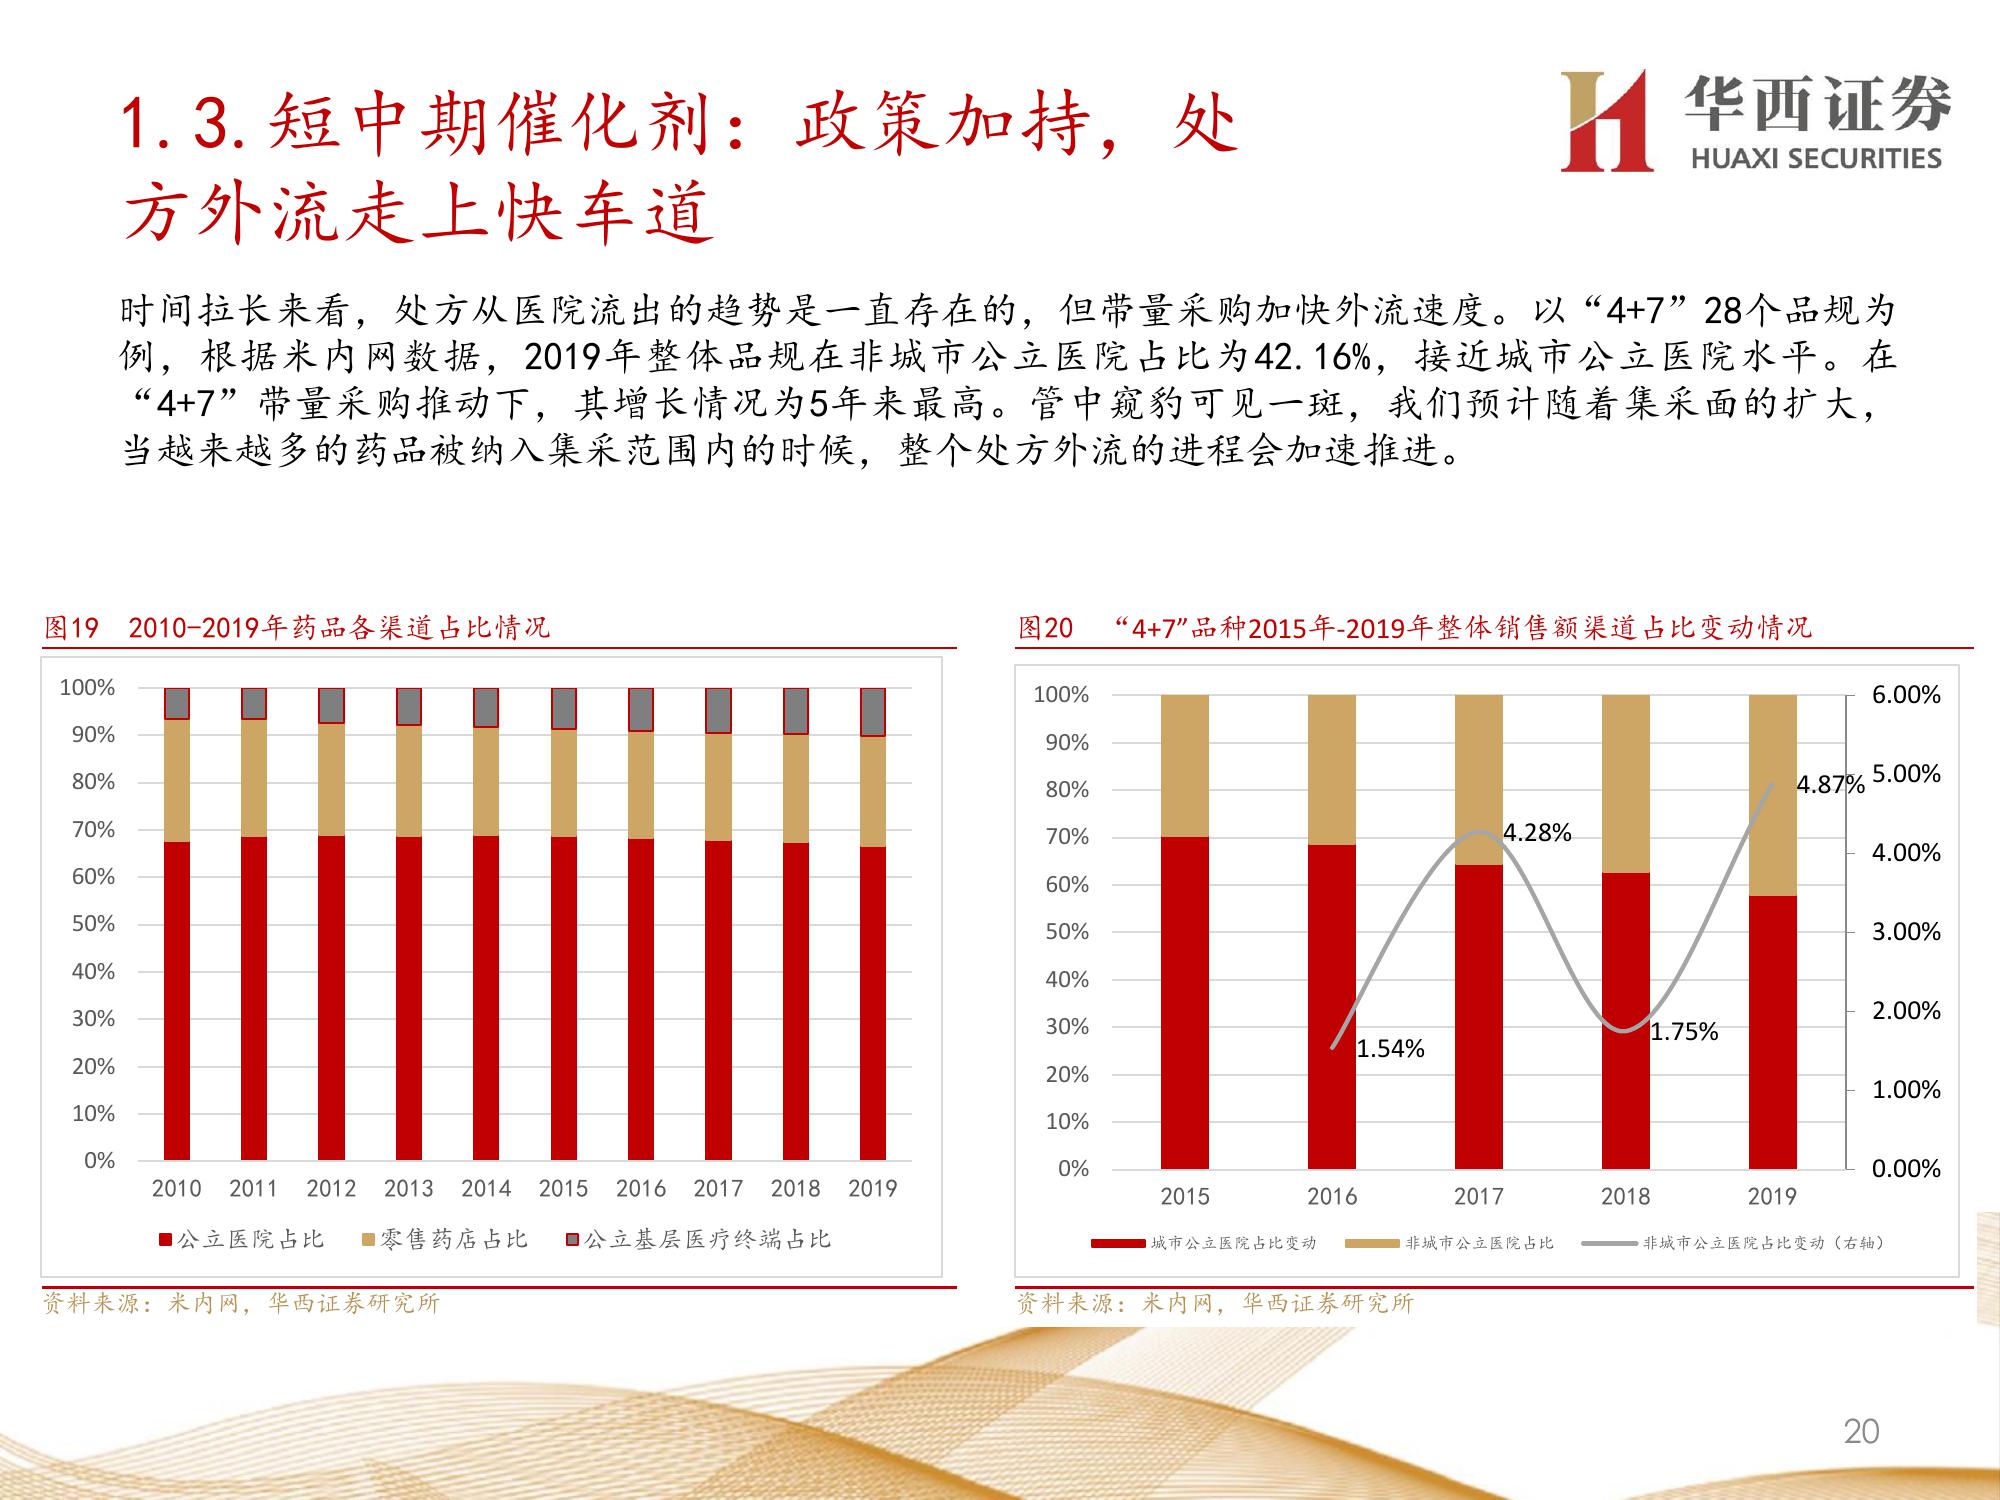 1.3.短中期催化剂：政策加持，处
方外流走上快车道
华西证券
HUAXI SECURITIES
时间拉长来看，处方从医院流出的趋势是一直存在的，但带量采购加快外流速度。以“4+7”28个品规为
例，根据米内网数据，2019年整体品规在非城市公立医院占比为42.16%，接近城市公立医院水平。在
“4+7”带量采购推动下，其增长情况为5年来最高。管中窥豹可见一斑，我们预计随着集采面的扩大，
当越来越多的药品被纳入集采范围内的时候，整个处方外流的进程会加速推进。
图19 2010-2019年药品各渠道占比情况
100%
90%
80%
70%
60%
50%
40%
30%
20%
10%
0%
2010 2011 2012 2013 2014 2015 2016 2017 2018 2019
公立医院占比 零售药店占比 公立基层医疗终端占比
资料来源：米内网，华西证券研究所
图20 “4+7”品种2015年-2019年整体销售额渠道占比变动情况
100%
90%
80%
70%
60%
50%
40%
30%
20%
10%
0%
1.54%
4.28%
1.75%
4.87%
6.00%
5.00%
4.00%
3.00%
2.00%
1.00%
0.00%
2015 2016 2017 2018 2019
城市公立医院占比变动 非城市公立医院占比 非城市公立医院占比变动（右轴）
资料来源：米内网，华西证券研究所
20